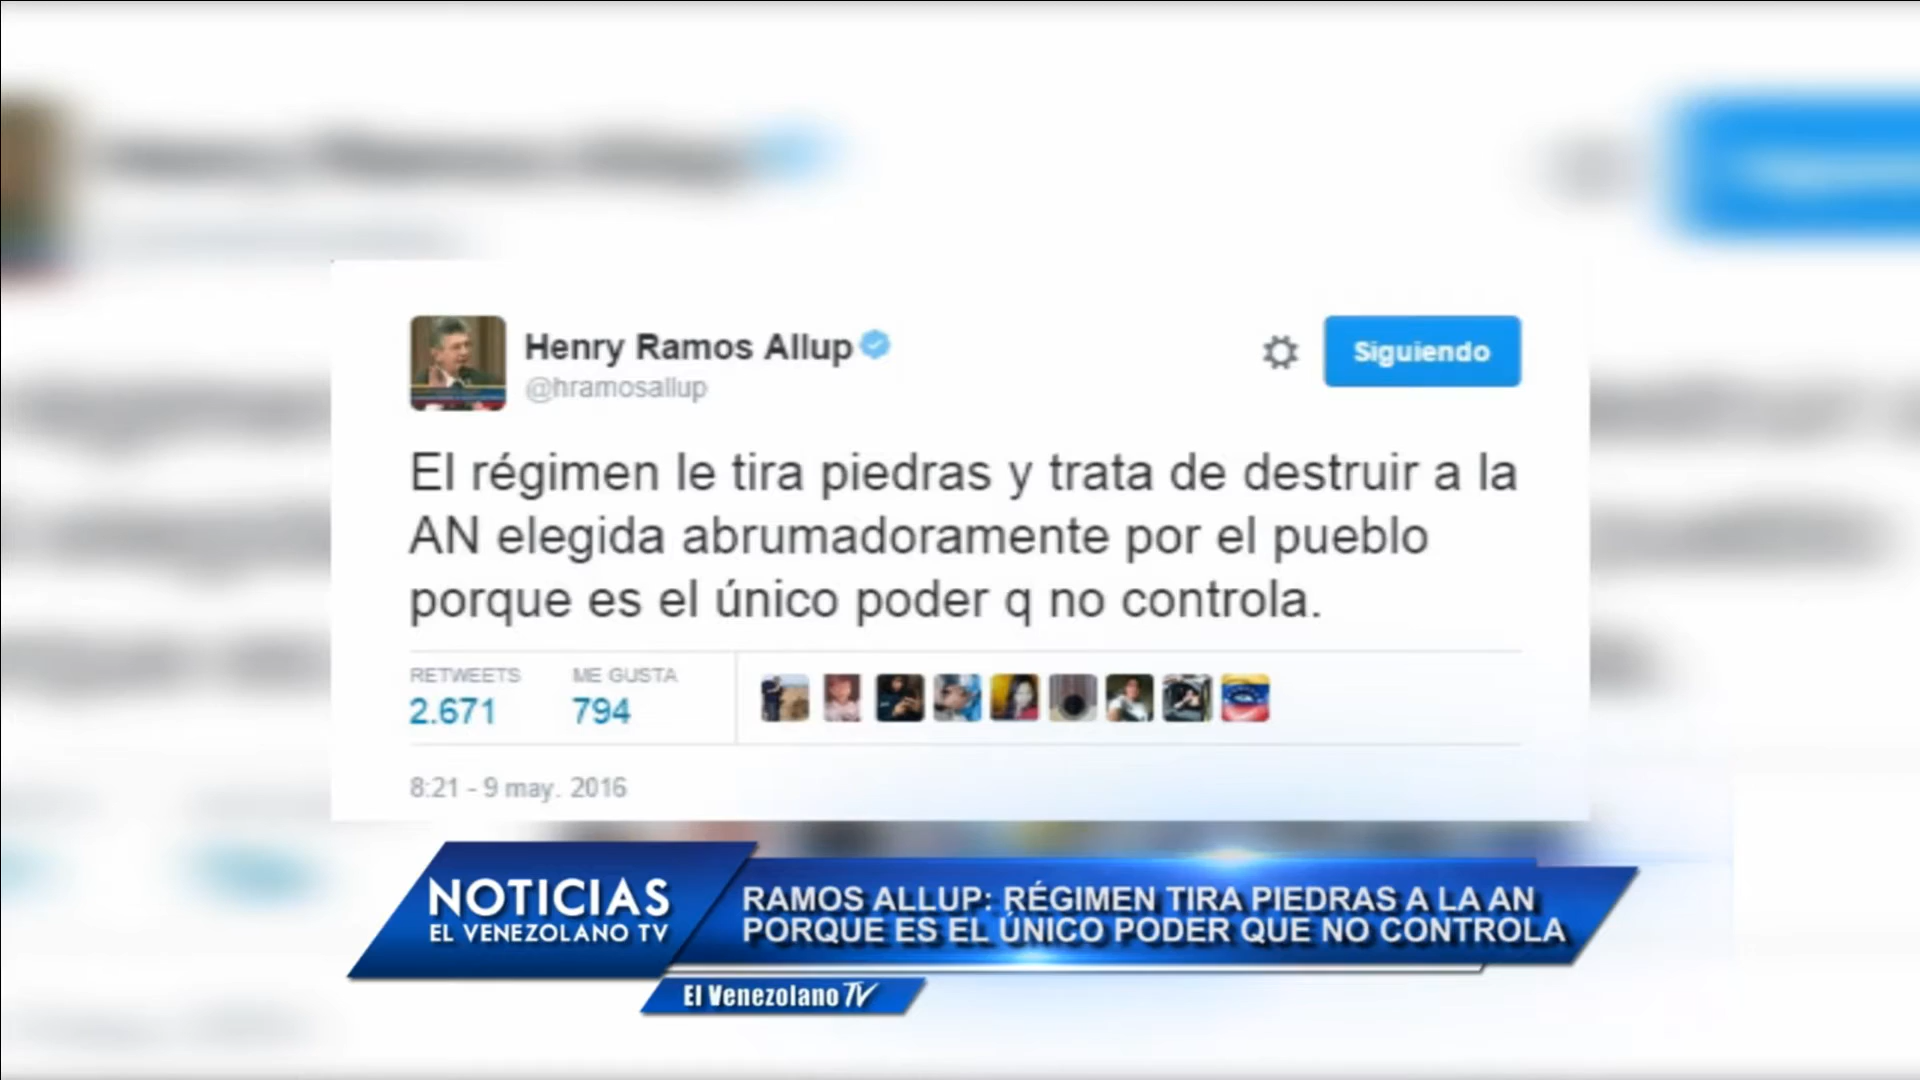 Henry Ramos Allup
@hramosallup
Siguiendo
El régimen le tira piedras y trata de destruir a la
AN elegida abrumadoramente por el pueblo
porque es el único poder q no controla.
RETWEETS
2.671
ME GUSTA
794
8:21 - 9 may. 2016
NOTICIAS
EL VENEZOLANO TV
RAMOS ALLUP: RÉGIMEN TIRA PIEDRAS A LA AN
PORQUE ES EL ÚNICO PODER QUE NO CONTROLA
El Venezolano TV